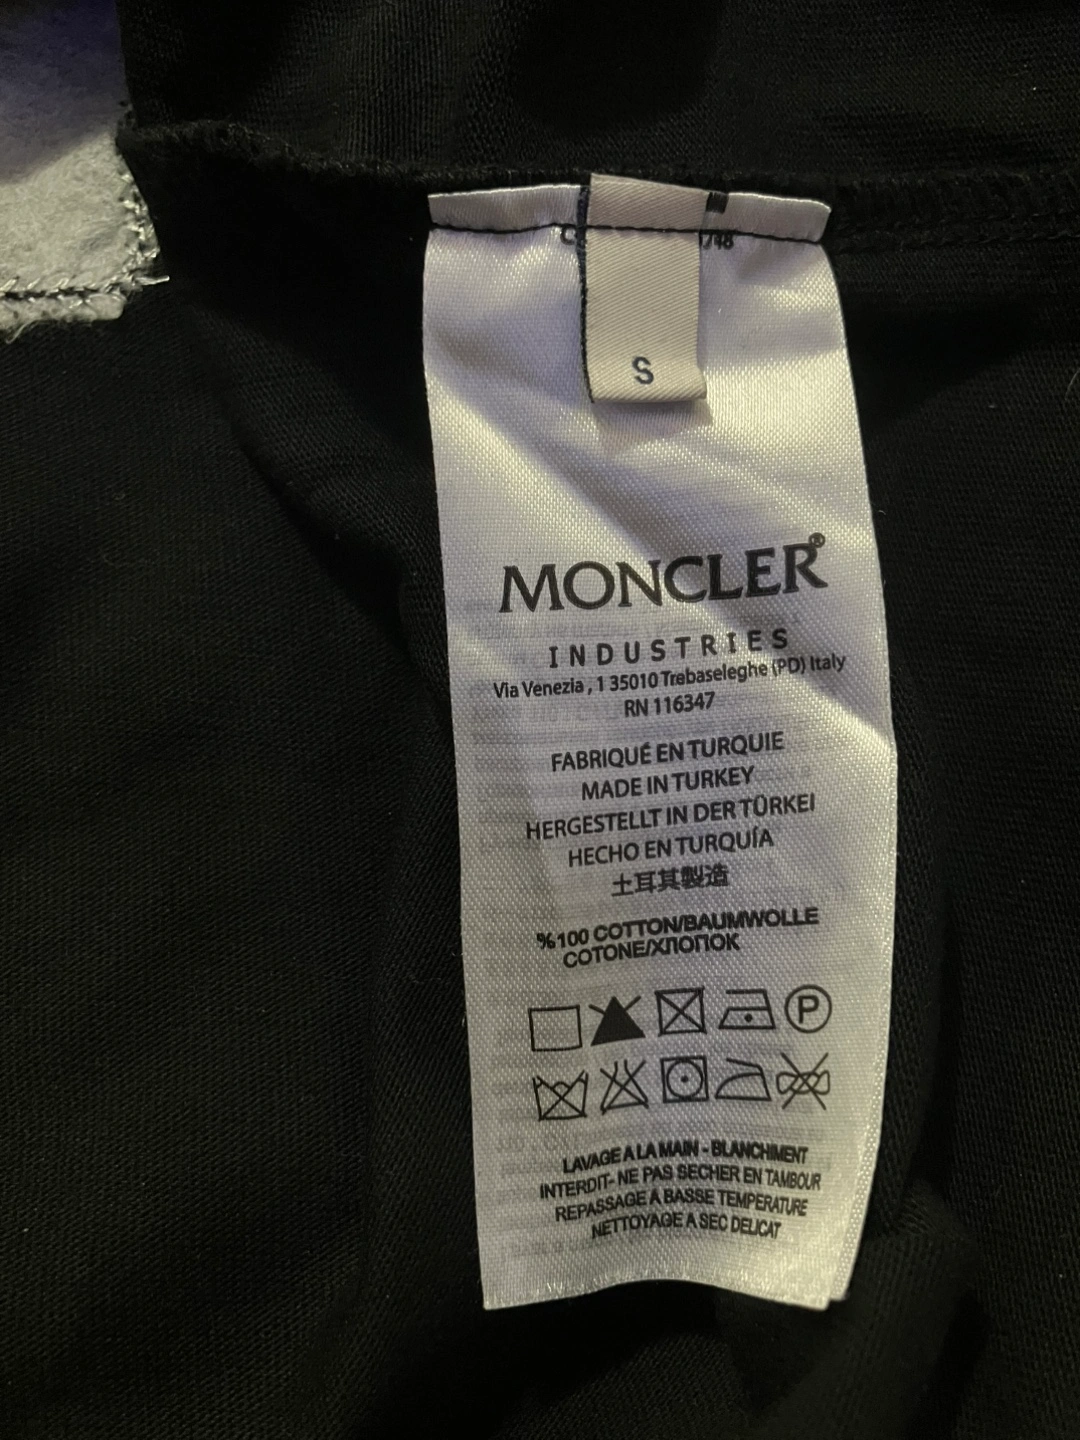 S
MONCLER®
INDUSTRIES
Via Venezia , 1 35010 Trebaseleghe (PD) Italy
RN 116347
FABRIQUÉ EN TURQUIE
MADE IN TURKEY
HERGESTELLT IN DER TÜRKEI
HECHO EN TURQUÍA
土耳其製造
%100 COTTON/BAUMWOLLE
COTONE/ХЛОПОК
P
LAVAGE A LA MAIN - BLANCHIMENT
INTERDIT- NE PAS SECHER EN TAMBOUR
REPASSAGE A BASSE TEMPERATURE
NETTOYAGE A SEC DELICAT